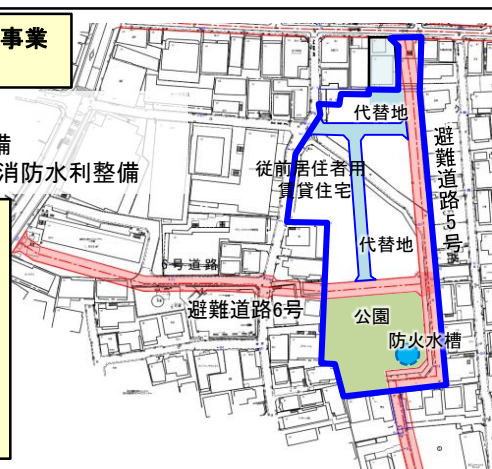 事業
備
消防水利整備
代替地
避難道路5号
従前居住者用
賃貸住宅
代替地
6号道路
避難道路6号
公園
防火水槽